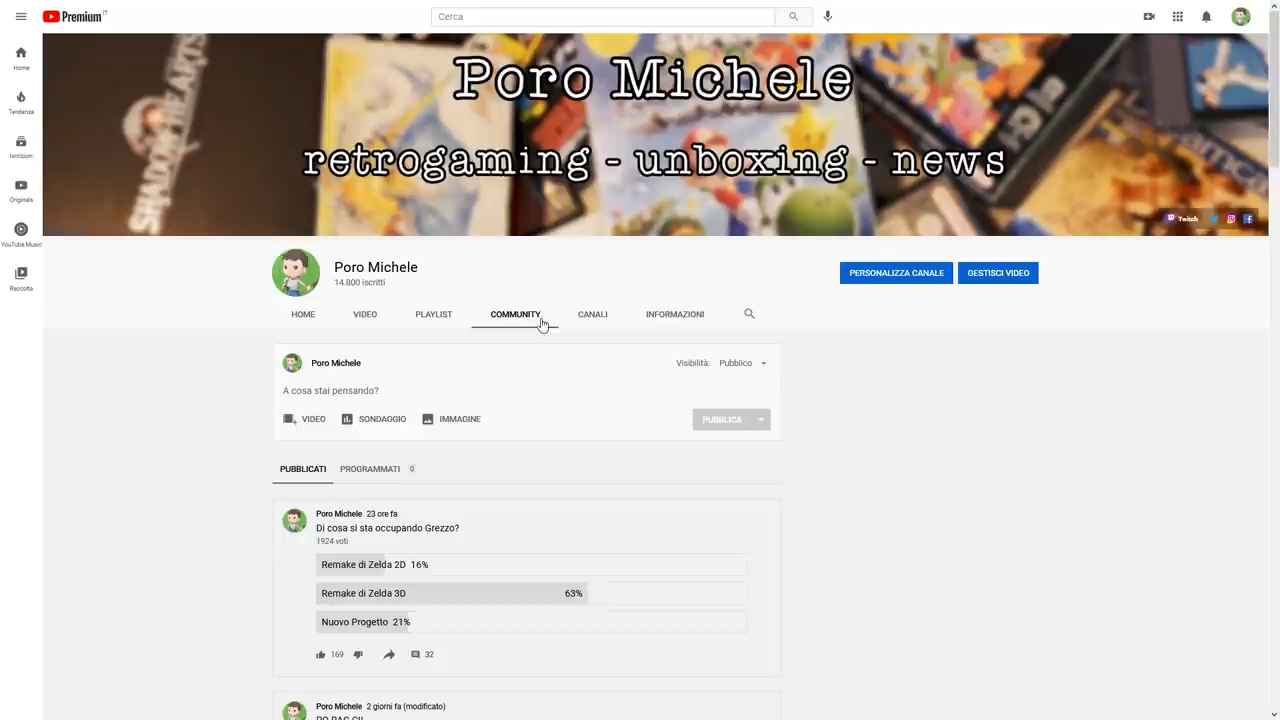 Premium IT
Cerca
Home
Tendenze
Iscrizioni
Originals
YouTube Music
Raccolta
SHADOW THE ARTS
Poro Michele
retrogaming - unboxing - news
Twitch
Poro Michele
14.800 iscritti
PERSONALIZZA CANALE
GESTISCI VIDEO
HOME
VIDEO
PLAYLIST
COMMUNITY
CANALI
INFORMAZIONI
Poro Michele
Visibilità: Pubblico
A cosa stai pensando?
VIDEO
SONDAGGIO
IMMAGINE
PUBBLICA
PUBBLICATI
PROGRAMMATI 0
Poro Michele 23 ore fa
Di cosa si sta occupando Grezzo?
1924 voti
Remake di Zelda 2D 16%
Remake di Zelda 3D 63%
Nuovo Progetto 21%
169
32
Poro Michele 2 giorni fa (modificato)